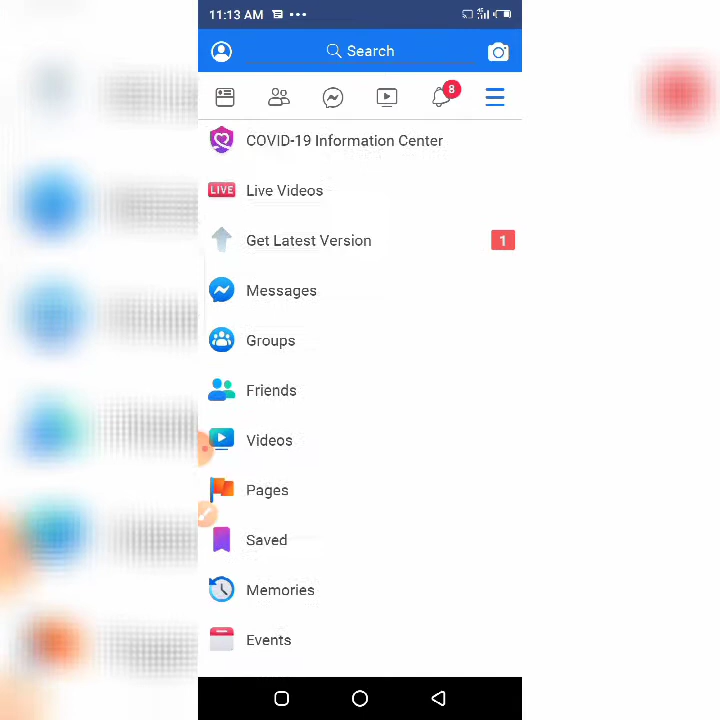 11:13 AM
Search
8
COVID-19 Information Center
LIVE Live Videos
Get Latest Version 1
Messages
Groups
Friends
Videos
Pages
Saved
Memories
Events